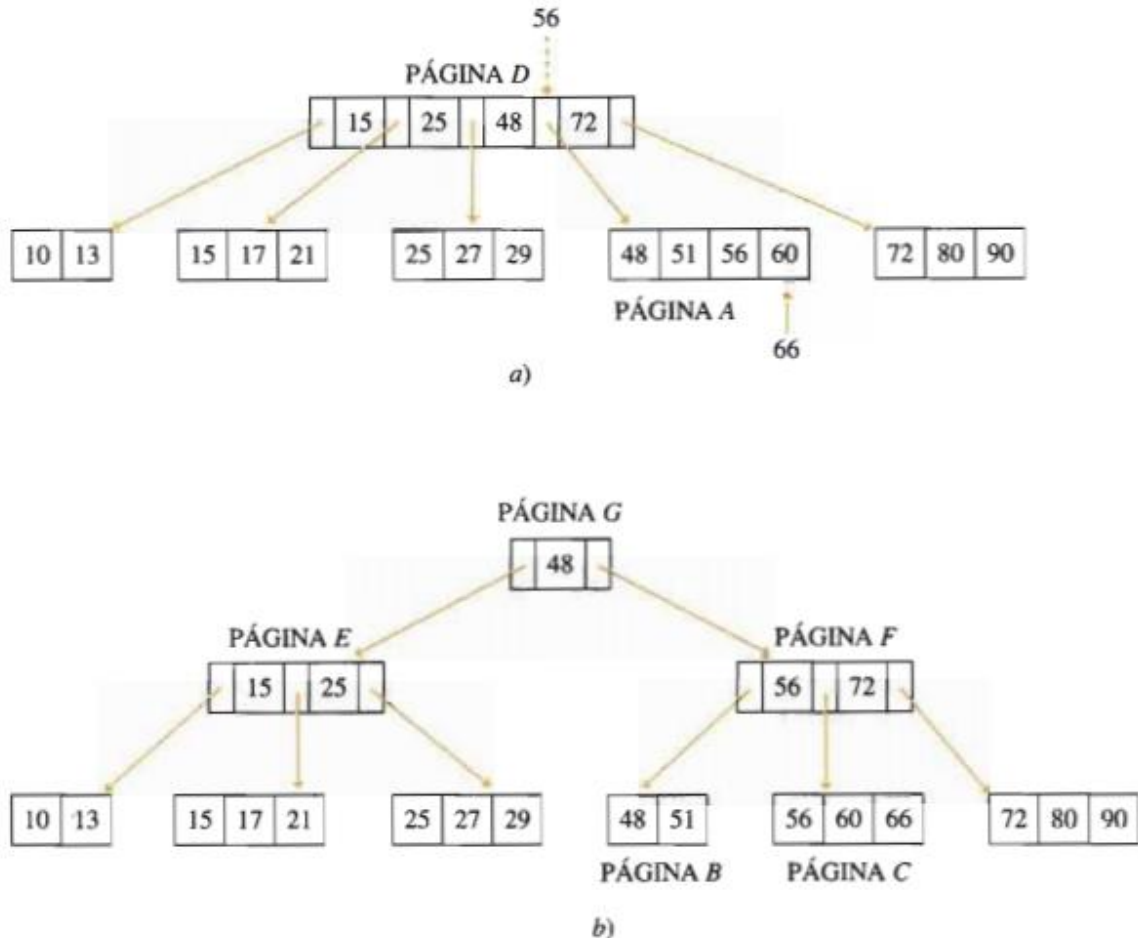 56
PÁGINA D
15 25 48 72
10 13 15 17 21 25 27 29 48 51 56 60 72 80 90
PÁGINA A
66
a)
PÁGINA G
48
PÁGINA E PÁGINA F
15 25 56 72
10 13 15 17 21 25 27 29 48 51 56 60 66 72 80 90
PÁGINA B PÁGINA C
b)